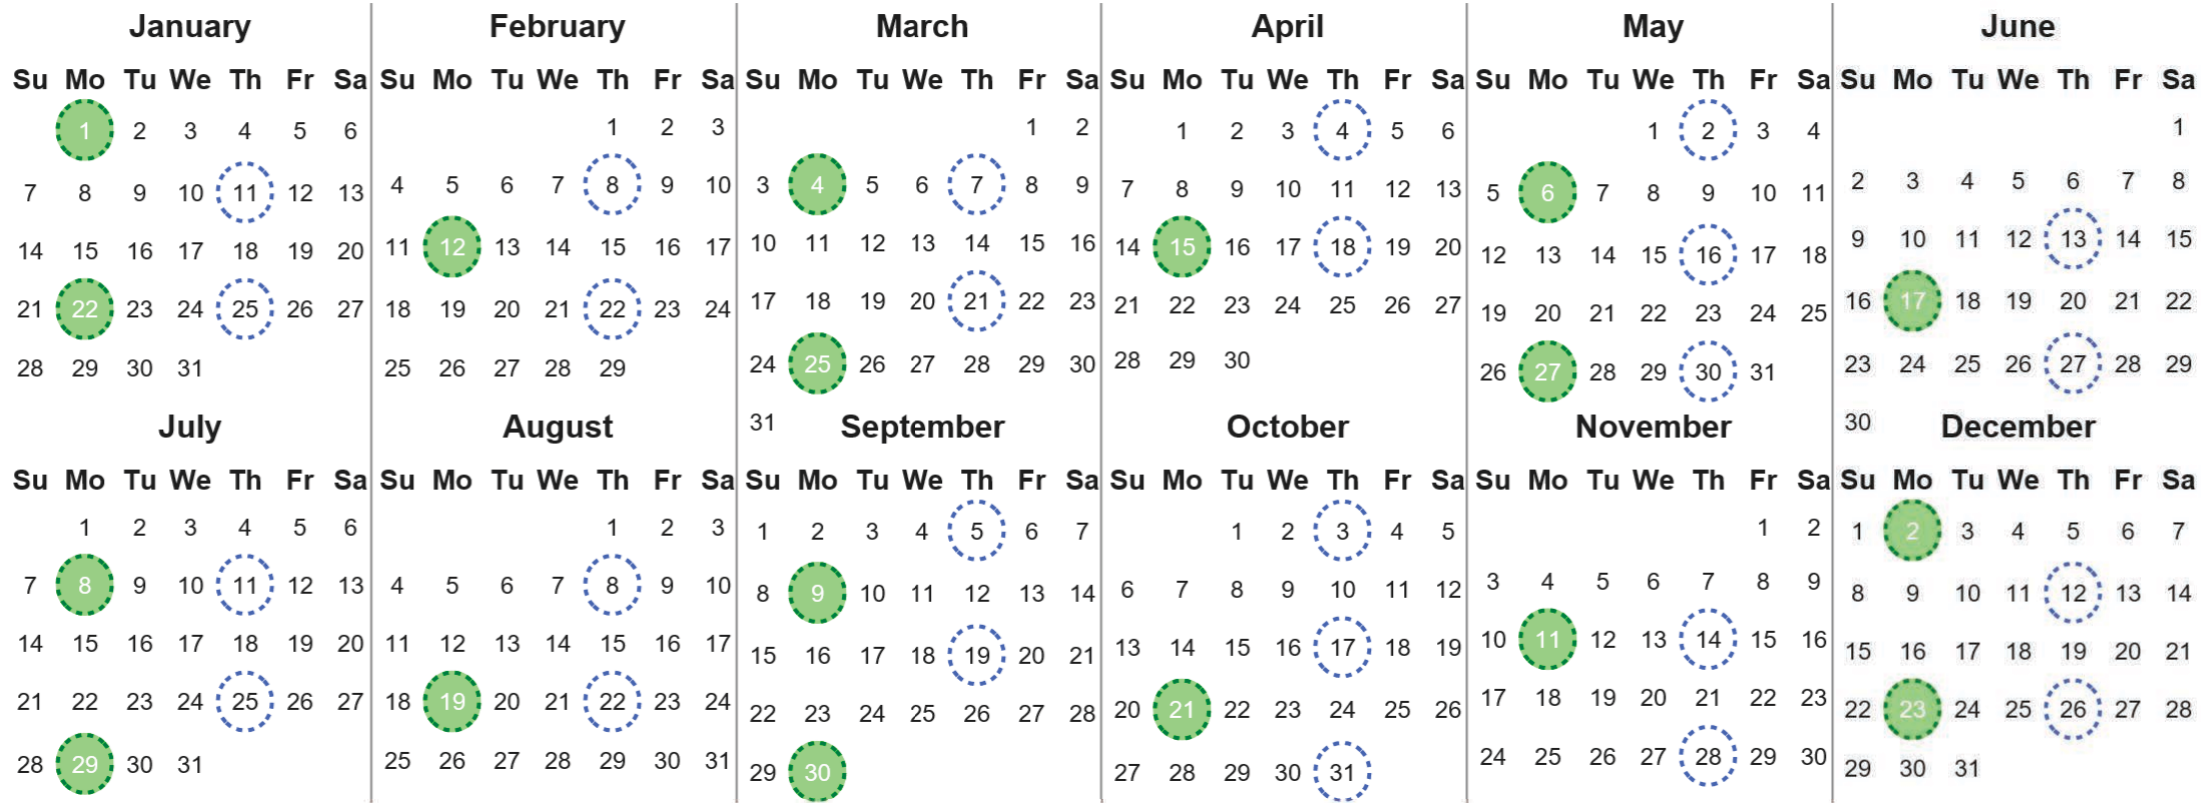 January
Su Mo Tu We Th Fr Sa
1 2 3 4 5 6
7 8 9 10 11 12 13
14 15 16 17 18 19 20
21 22 23 24 25 26 27
28 29 30 31
February
Su Mo Tu We Th Fr Sa
1 2 3
4 5 6 7 8 9 10
11 12 13 14 15 16 17
18 19 20 21 22 23 24
25 26 27 28 29
March
Su Mo Tu We Th Fr Sa
1 2
3 4 5 6 7 8 9
10 11 12 13 14 15 16
17 18 19 20 21 22 23
24 25 26 27 28 29 30
31
April
Su Mo Tu We Th Fr Sa
1 2 3 4 5 6
7 8 9 10 11 12 13
14 15 16 17 18 19 20
21 22 23 24 25 26 27
28 29 30
May
Su Mo Tu We Th Fr Sa
1 2 3 4
5 6 7 8 9 10 11
12 13 14 15 16 17 18
19 20 21 22 23 24 25
26 27 28 29 30 31
June
Su Mo Tu We Th Fr Sa
1
2 3 4 5 6 7 8
9 10 11 12 13 14 15
16 17 18 19 20 21 22
23 24 25 26 27 28 29
30
July
Su Mo Tu We Th Fr Sa
1 2 3 4 5 6
7 8 9 10 11 12 13
14 15 16 17 18 19 20
21 22 23 24 25 26 27
28 29 30 31
August
Su Mo Tu We Th Fr Sa
1 2 3
4 5 6 7 8 9 10
11 12 13 14 15 16 17
18 19 20 21 22 23 24
25 26 27 28 29 30 31
September
Su Mo Tu We Th Fr Sa
1 2 3 4 5 6 7
8 9 10 11 12 13 14
15 16 17 18 19 20 21
22 23 24 25 26 27 28
29 30
October
Su Mo Tu We Th Fr Sa
1 2 3 4 5
6 7 8 9 10 11 12
13 14 15 16 17 18 19
20 21 22 23 24 25 26
27 28 29 30 31
November
Su Mo Tu We Th Fr Sa
1 2
3 4 5 6 7 8 9
10 11 12 13 14 15 16
17 18 19 20 21 22 23
24 25 26 27 28 29 30
December
Su Mo Tu We Th Fr Sa
1 2 3 4 5 6 7
8 9 10 11 12 13 14
15 16 17 18 19 20 21
22 23 24 25 26 27 28
29 30 31